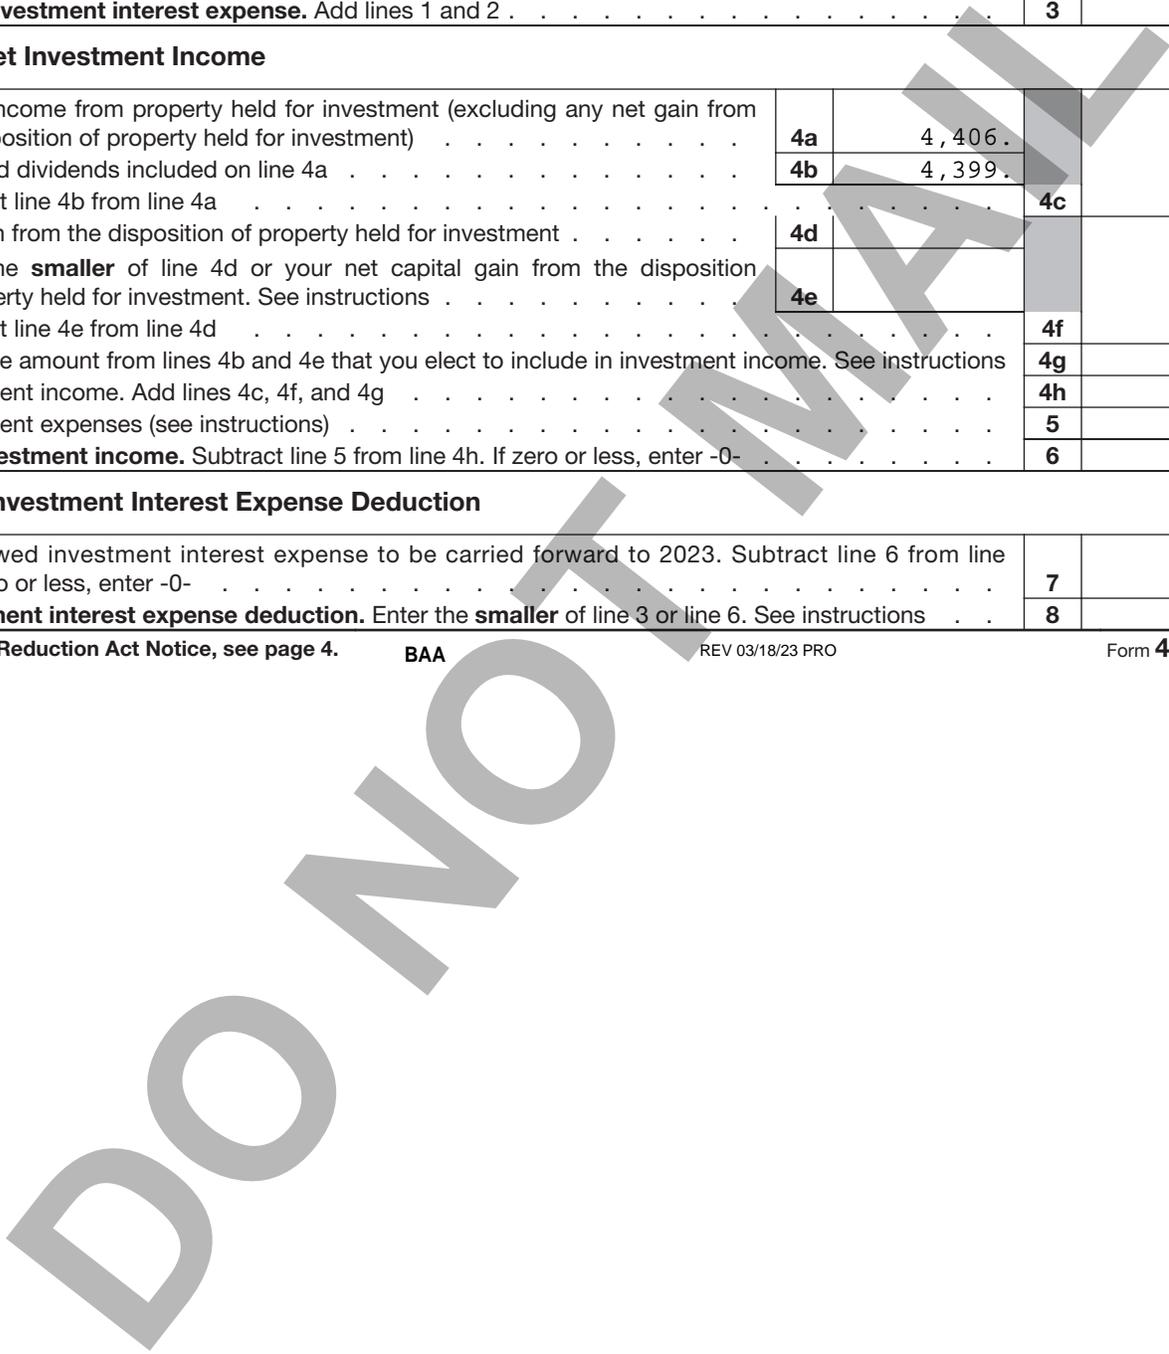 vestment interest expense. Add lines 1 and 2 . . . . . . . . . . . . . . . . 3
et Investment Income
ncome from property held for investment (excluding any net gain from
position of property held for investment) . . . . . . . . . . 4a 4,406.
d dividends included on line 4a . . . . . . . . . . . . . 4b 4,399.
t line 4b from line 4a . . . . . . . . . . . . . . . . . . . . . . . . 4c
n from the disposition of property held for investment . . . . . . 4d
he smaller of line 4d or your net capital gain from the disposition
erty held for investment. See instructions . . . . . . . . . . 4e
t line 4e from line 4d . . . . . . . . . . . . . . . . . . . . . . . . 4f
e amount from lines 4b and 4e that you elect to include in investment income. See instructions 4g
ent income. Add lines 4c, 4f, and 4g . . . . . . . . . . . . . . . . . . . 4h
ent expenses (see instructions) . . . . . . . . . . . . . . . . . . . . . 5
estment income. Subtract line 5 from line 4h. If zero or less, enter -0- . . . . . . . . 6
nvestment Interest Expense Deduction
wed investment interest expense to be carried forward to 2023. Subtract line 6 from line
o or less, enter -0- . . . . . . . . . . . . . . . . . . . . . . . . . 7
ment interest expense deduction. Enter the smaller of line 3 or line 6. See instructions . . 8
Reduction Act Notice, see page 4. BAA REV 03/18/23 PRO Form 4
DO NOT MAIL